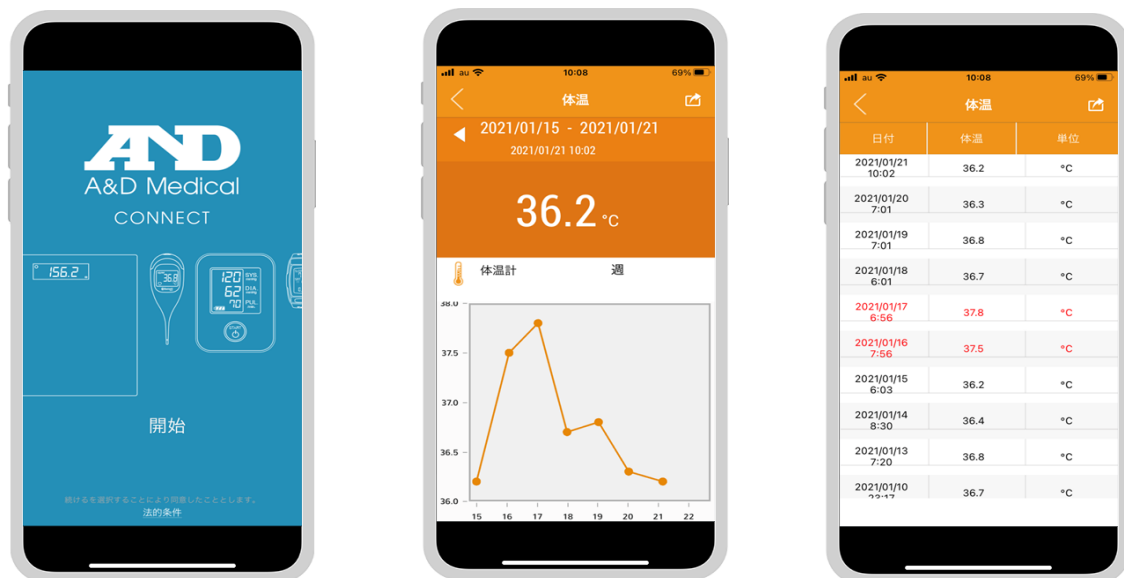 AND
A&D Medical
CONNECT
156.2
36.8
120 SYS
62 DIA
70 PUL
START
開始
続けるを選択することにより同意したこととします。
法的条件
au 10:08 69%
体温
2021/01/15 - 2021/01/21
2021/01/21 10:02
36.2 °C
体温計 週
38.0
37.5
37.0
36.5
36.0
15 16 17 18 19 20 21 22
au 10:08 69%
体温
日付 体温 単位
2021/01/21
10:02 36.2 °C
2021/01/20
7:01 36.3 °C
2021/01/19
7:01 36.8 °C
2021/01/18
6:01 36.7 °C
2021/01/17
6:56 37.8 °C
2021/01/16
7:56 37.5 °C
2021/01/15
6:03 36.2 °C
2021/01/14
8:30 36.4 °C
2021/01/13
7:20 36.8 °C
2021/01/10
23:17 36.7 °C